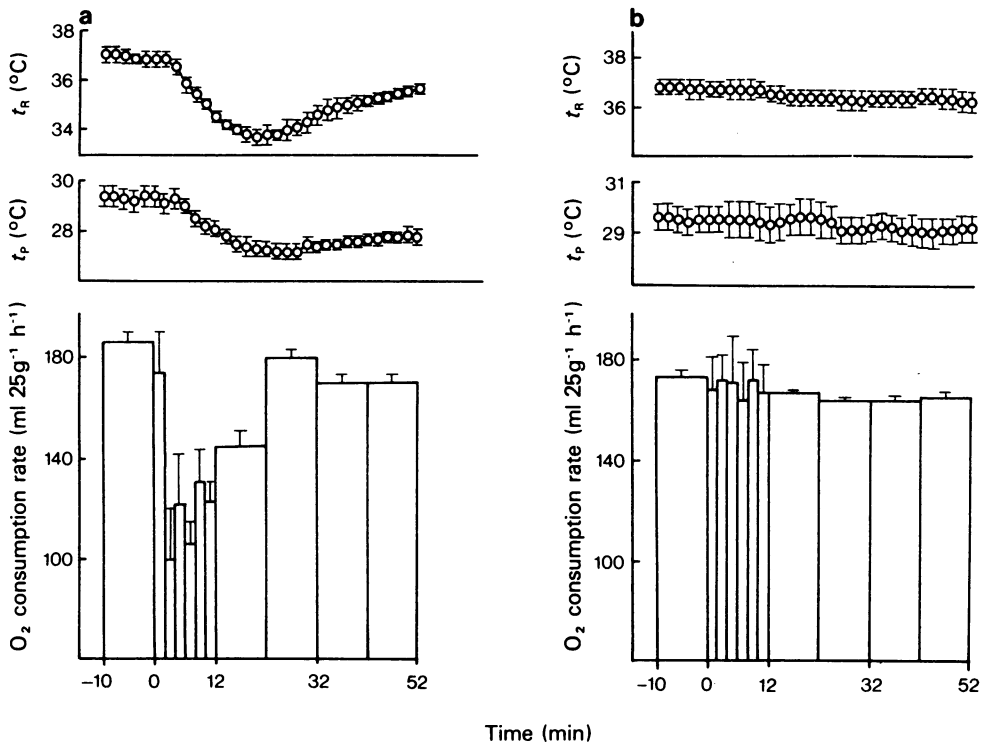 a
38
36
34
t_R (°C)
30
28
t_P (°C)
180
140
100
O₂ consumption rate (ml 25g⁻¹ h⁻¹)
−10 0 12 32 52
b
38
36
t_R (°C)
31
29
t_P (°C)
180
140
100
O₂ consumption rate (ml 25g⁻¹ h⁻¹)
−10 0 12 32 52
Time (min)